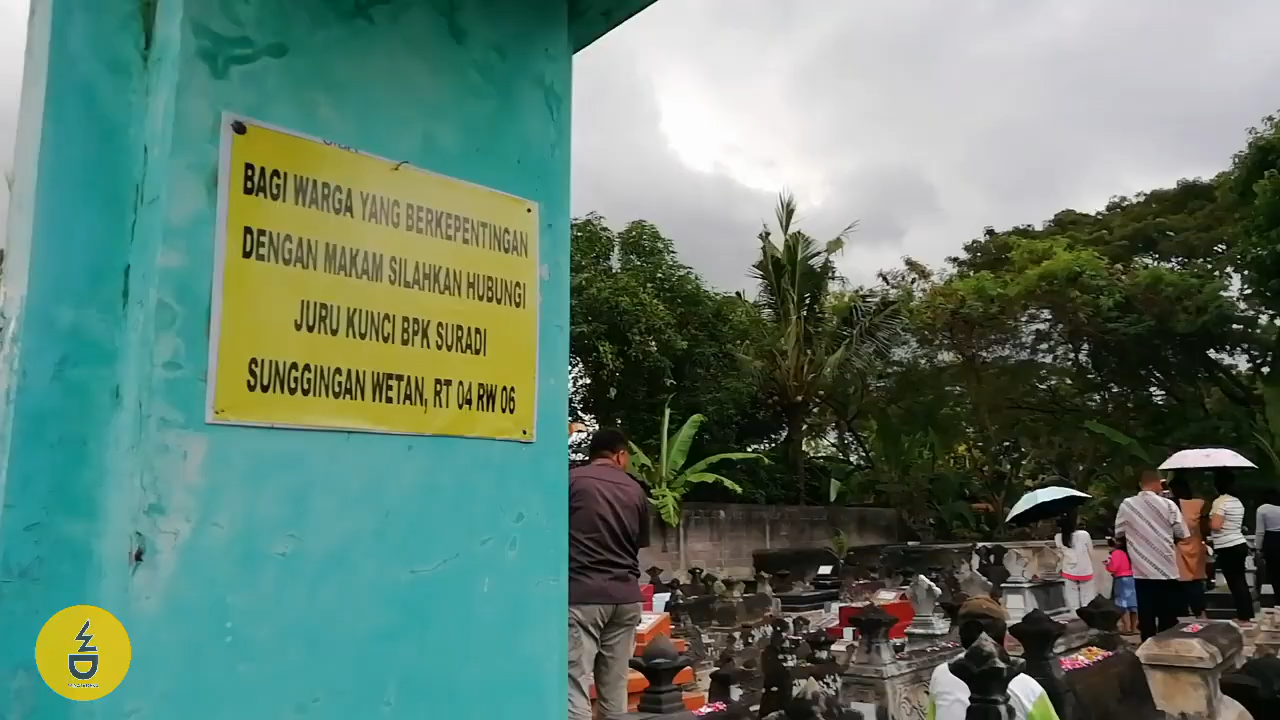 BAGI WARGA YANG BERKEPENTINGAN
DENGAN MAKAM SILAHKAN HUBUNGI
JURU KUNCI BPK SURADI
SUNGGINGAN WETAN, RT 04 RW 06